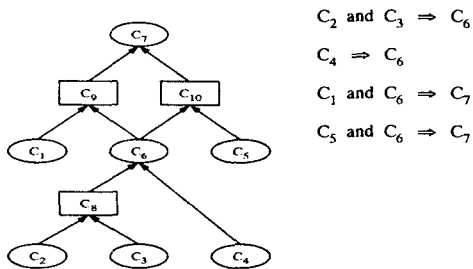 C7
C9
C10
C1
C6
C5
C8
C2
C3
C4
C2 and C3 ⇒ C6
C4 ⇒ C6
C1 and C6 ⇒ C7
C5 and C6 ⇒ C7